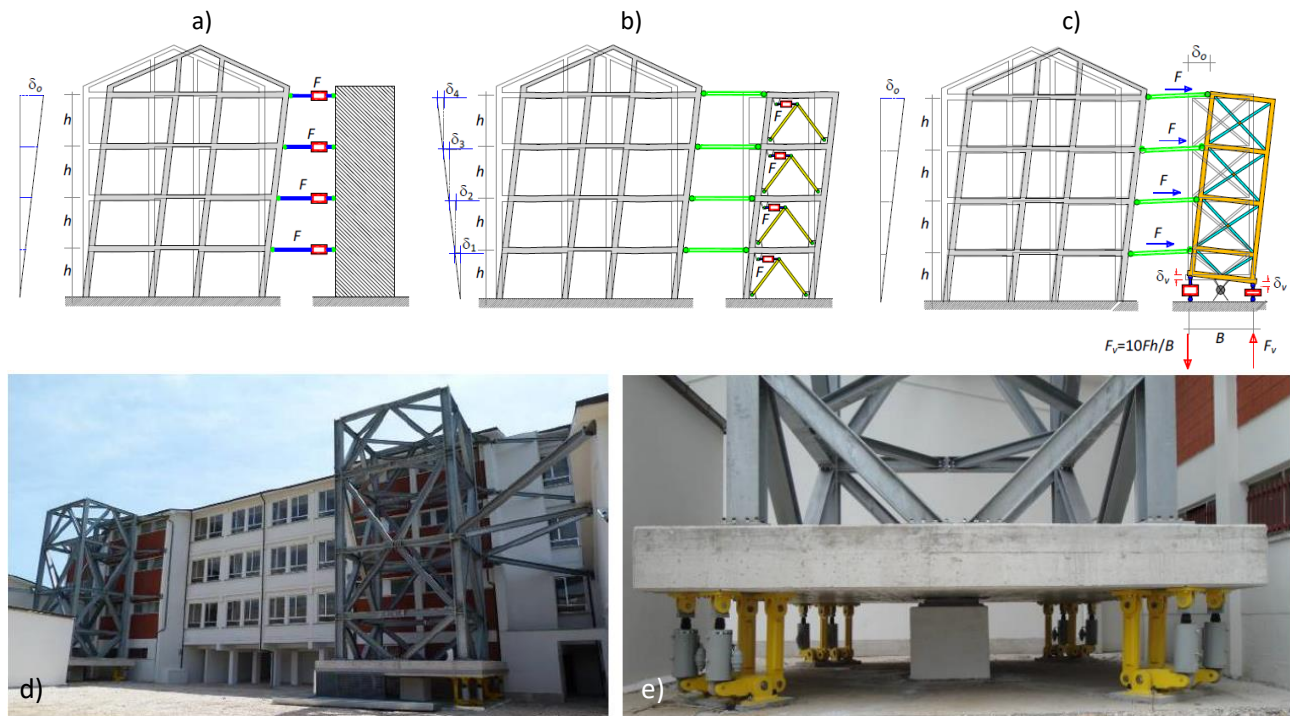 a)
b)
c)
δo
h
h
h
h
F
F
F
F
δ4
δ3
δ2
δ1
h
h
h
h
F
F
F
F
δo
h
h
h
h
δo
F
F
F
F
δv
δv
Fv=10Fh/B
B
Fv
d)
e)